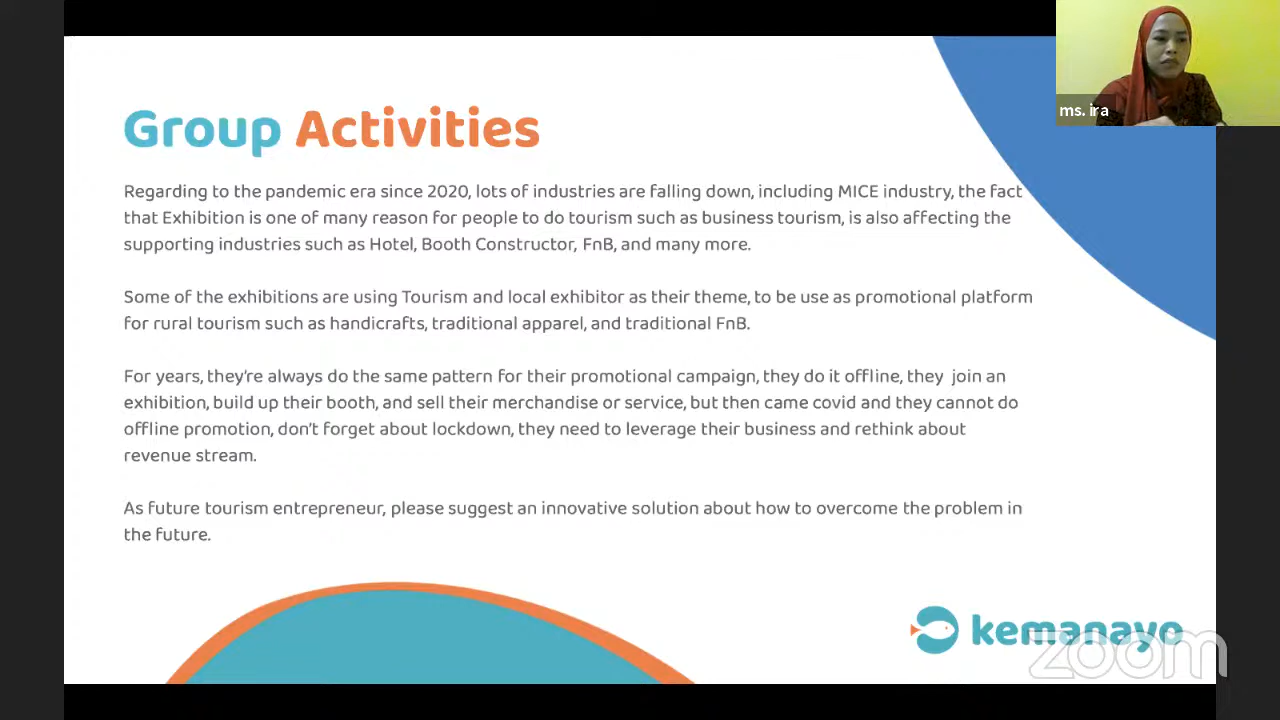 Group Activities
ms. ira
Regarding to the pandemic era since 2020, lots of industries are falling down, including MICE industry, the fact
that Exhibition is one of many reason for people to do tourism such as business tourism, is also affecting the
supporting industries such as Hotel, Booth Constructor, FnB, and many more.
Some of the exhibitions are using Tourism and local exhibitor as their theme, to be use as promotional platform
for rural tourism such as handicrafts, traditional apparel, and traditional FnB.
For years, they're always do the same pattern for their promotional campaign, they do it offline, they join an
exhibition, build up their booth, and sell their merchandise or service, but then came covid and they cannot do
offline promotion, don't forget about lockdown, they need to leverage their business and rethink about
revenue stream.
As future tourism entrepreneur, please suggest an innovative solution about how to overcome the problem in
the future.
kemanayo
zoom